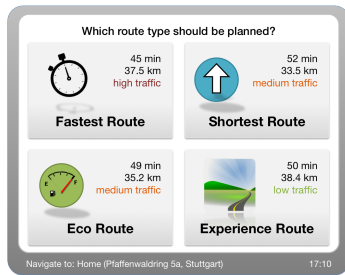 Which route type should be planned?
45 min
37.5 km
high traffic
Fastest Route
52 min
33.5 km
medium traffic
Shortest Route
49 min
35.2 km
medium traffic
E F
Eco Route
50 min
38.4 km
low traffic
Experience Route
Navigate to: Home (Pfaffenwaldring 5a, Stuttgart) 17:10